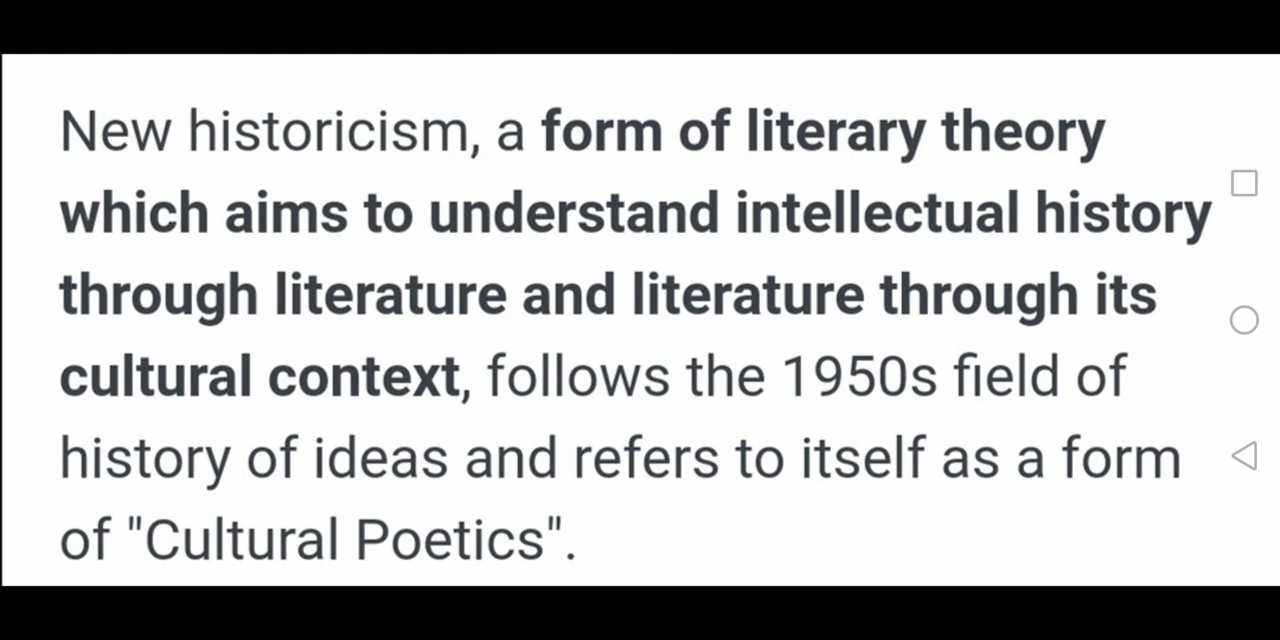 New historicism, a form of literary theory
which aims to understand intellectual history
through literature and literature through its
cultural context, follows the 1950s field of
history of ideas and refers to itself as a form
of "Cultural Poetics".